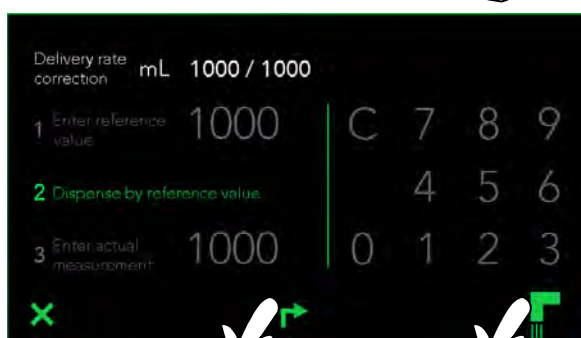 Delivery rate
correction mL 1000 / 1000
1 Enter reference
value 1000
C 7 8 9
2 Dispense by reference value
4 5 6
3 Enter actual
measurement 1000
0 1 2 3